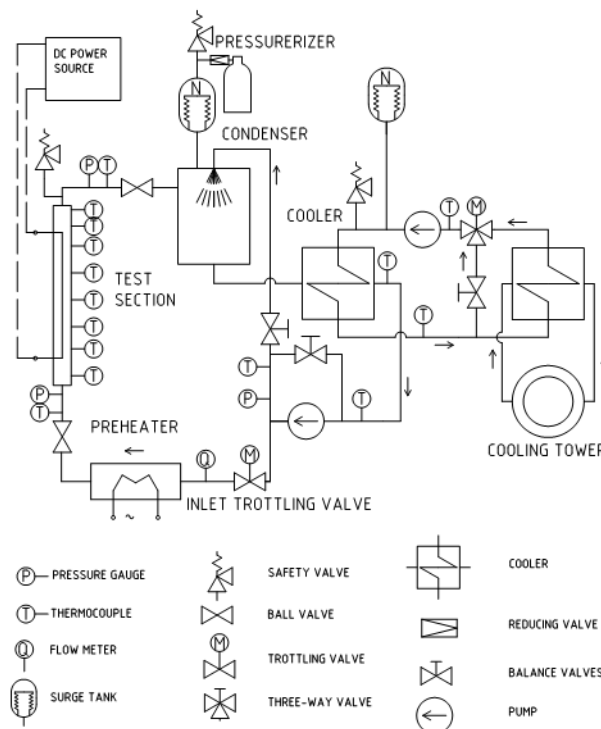 DC POWER
SOURCE
PRESSURERIZER
N
N
CONDENSER
P
T
COOLER
T
M
T
T
T
T
T
T
T
T
TEST
SECTION
T
T
T
P
T
P
T
T
PREHEATER
Q
M
COOLING TOWER
INLET TROTTLING VALVE
~
P PRESSURE GAUGE
SAFETY VALVE
COOLER
T THERMOCOUPLE
BALL VALVE
REDUCING VALVE
Q FLOW METER
M
TROTTLING VALVE
BALANCE VALVES
SURGE TANK
THREE-WAY VALVE
PUMP